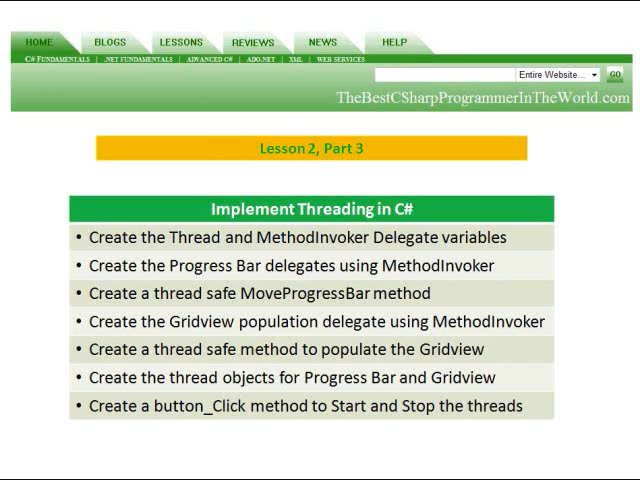 HOME BLOGS LESSONS REVIEWS NEWS HELP
C# FUNDAMENTALS | .NET FUNDAMENTALS | ADVANCED C# | ADO.NET | XML | WEB SERVICES
Entire Website... GO
TheBestCSharpProgrammerInTheWorld.com
Lesson 2, Part 3
Implement Threading in C#
• Create the Thread and MethodInvoker Delegate variables
• Create the Progress Bar delegates using MethodInvoker
• Create a thread safe MoveProgressBar method
• Create the Gridview population delegate using MethodInvoker
• Create a thread safe method to populate the Gridview
• Create the thread objects for Progress Bar and Gridview
• Create a button_Click method to Start and Stop the threads